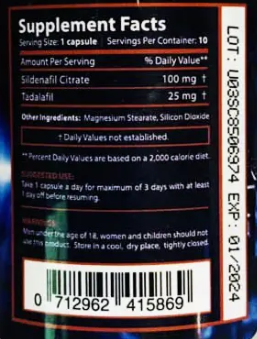 Supplement Facts
Serving Size: 1 capsule | Servings Per Container: 10
Amount Per Serving % Daily Value**
Sildenafil Citrate 100 mg †
Tadalafil 25 mg †
Other Ingredients: Magnesium Stearate, Silicon Dioxide
† Daily Values not established.
** Percent Daily Values are based on a 2,000 calorie diet.
SUGGESTED USE:
Take 1 capsule a day for maximum of 3 days with at least
1 day off before resuming.
WARNINGS:
Men under the age of 18, women and children should not
use this product. Store in a cool, dry place, tightly closed.
0 712962 415869
LOT: U09SC8506974 EXP: 01/2024